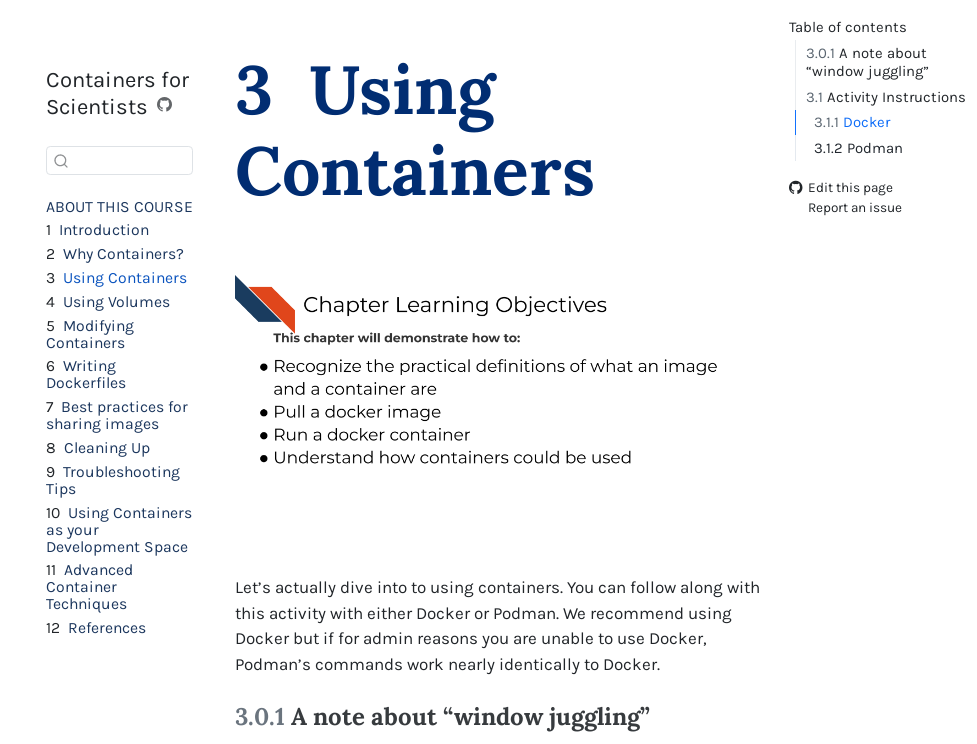 Containers for
Scientists
ABOUT THIS COURSE
1 Introduction
2 Why Containers?
3 Using Containers
4 Using Volumes
5 Modifying
Containers
6 Writing
Dockerfiles
7 Best practices for
sharing images
8 Cleaning Up
9 Troubleshooting
Tips
10 Using Containers
as your
Development Space
11 Advanced
Container
Techniques
12 References
3 Using
Containers
Chapter Learning Objectives
This chapter will demonstrate how to:
● Recognize the practical definitions of what an image
and a container are
● Pull a docker image
● Run a docker container
● Understand how containers could be used
Let’s actually dive into to using containers. You can follow along with
this activity with either Docker or Podman. We recommend using
Docker but if for admin reasons you are unable to use Docker,
Podman’s commands work nearly identically to Docker.
3.0.1 A note about “window juggling”
Table of contents
3.0.1 A note about
“window juggling”
3.1 Activity Instructions
3.1.1 Docker
3.1.2 Podman
Edit this page
Report an issue